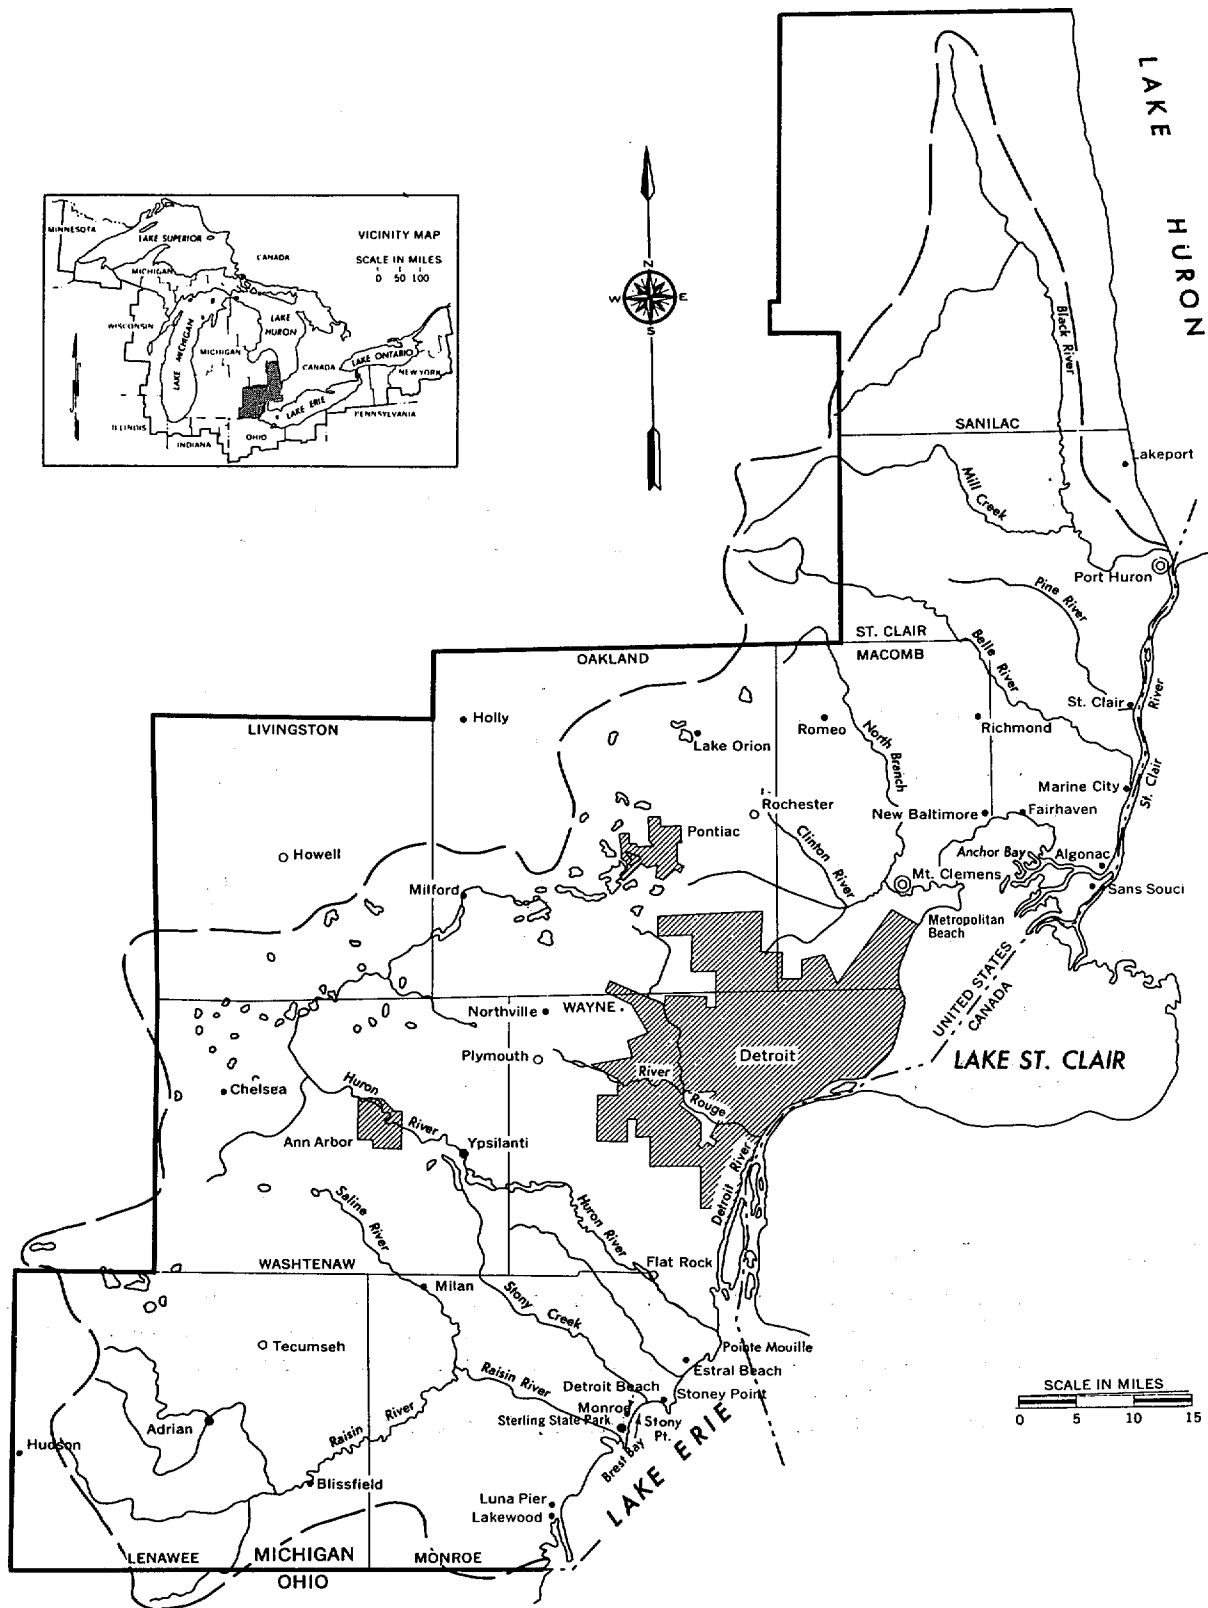 LAKE
HURON
MINNESOTA
LAKE SUPERIOR
VICINITY MAP
SCALE IN MILES
0 50 100
CANADA
MICHIGAN
WISCONSIN
LAKE MICHIGAN
MICHIGAN
LAKE
HURON
CANADA
LAKE ONTARIO
NEW YORK
LAKE ERIE
PENNSYLVANIA
ILLINOIS
INDIANA
OHIO
N
W E
S
Black River
SANILAC
Lakeport
Mill Creek
Port Huron
Pine River
ST. CLAIR
MACOMB
OAKLAND
Belle River
St. Clair
St. Clair River
LIVINGSTON
Holly
Lake Orion
Romeo
North Branch
Richmond
Marine City
Rochester
New Baltimore
Fairhaven
Pontiac
Clinton River
Anchor Bay
Algonac
Howell
Mt. Clemens
Sans Souci
Milford
Metropolitan
Beach
UNITED STATES
CANADA
Northville
WAYNE
Plymouth
Detroit
LAKE ST. CLAIR
River
Rouge
Chelsea
Huron
River
Ann Arbor
Ypsilanti
Detroit River
Saline River
Huron River
Flat Rock
WASHTENAW
Milan
Stony Creek
Tecumseh
Pointe Mouille
Estral Beach
Raisin River
Detroit Beach
Stoney Point
Monroe
Sterling State Park
Stony
Pt.
Brest Bay
LAKE ERIE
SCALE IN MILES
0 5 10 15
Adrian
Raisin River
Hudson
Blissfield
Luna Pier
Lakewood
LENAWEE
MICHIGAN
MONROE
OHIO